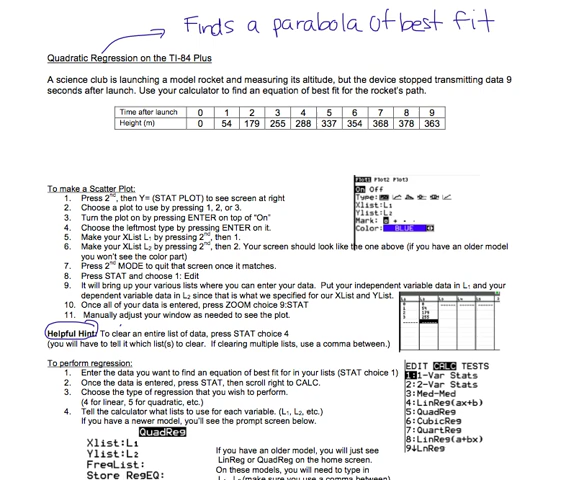 Finds a parabola of best fit
Quadratic Regression on the TI-84 Plus
A science club is launching a model rocket and measuring its altitude, but the device stopped transmitting data 9
seconds after launch. Use your calculator to find an equation of best fit for the rocket's path.
Time after launch 0 1 2 3 4 5 6 7 8 9
Height (m) 0 54 179 255 288 337 354 368 378 363
To make a Scatter Plot:
1. Press 2nd, then Y= (STAT PLOT) to see screen at right
2. Choose a plot to use by pressing 1, 2, or 3.
3. Turn the plot on by pressing ENTER on top of "On"
4. Choose the leftmost type by pressing ENTER on it.
5. Make your XList L1 by pressing 2nd, then 1.
6. Make your XList L2 by pressing 2nd, then 2. Your screen should look like the one above (if you have an older model
you won't see the color part)
7. Press 2nd MODE to quit that screen once it matches.
8. Press STAT and choose 1: Edit
9. It will bring up your various lists where you can enter your data. Put your independent variable data in L1 and your
dependent variable data in L2 since that is what we specified for our XList and YList.
10. Once all of your data is entered, press ZOOM choice 9:STAT
11. Manually adjust your window as needed to see the plot.
Plot1 Plot2 Plot3
On Off
Type:
Xlist:L1
Ylist:L2
Mark:
Color: BLUE
Helpful Hint: To clear an entire list of data, press STAT choice 4
(you will have to tell it which list(s) to clear. If clearing multiple lists, use a comma between.)
To perform regression:
1. Enter the data you want to find an equation of best fit for in your lists (STAT choice 1)
2. Once the data is entered, press STAT, then scroll right to CALC.
3. Choose the type of regression that you wish to perform.
(4 for linear, 5 for quadratic, etc.)
4. Tell the calculator what lists to use for each variable. (L1, L2, etc.)
If you have a newer model, you'll see the prompt screen below.
EDIT CALC TESTS
1:1-Var Stats
2:2-Var Stats
3:Med-Med
4:LinReg(ax+b)
5:QuadReg
6:CubicReg
7:QuartReg
8:LinReg(a+bx)
9↓LnReg
QuadReg
Xlist:L1
Ylist:L2
FreqList:
Store RegEQ:
If you have an older model, you will just see
LinReg or QuadReg on the home screen.
On these models, you will need to type in